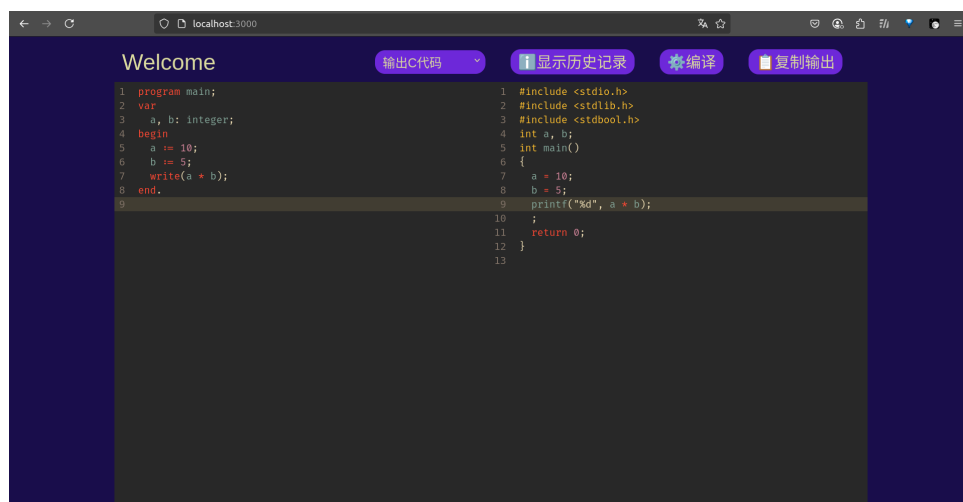 localhost:3000
Welcome
输出C代码
ℹ️显示历史记录
⚙️编译
📋复制输出
1 program main;
2 var
3   a, b: integer;
4 begin
5   a := 10;
6   b := 5;
7   write(a * b);
8 end.
9
1 #include <stdio.h>
2 #include <stdlib.h>
3 #include <stdbool.h>
4 int a, b;
5 int main()
6 {
7   a = 10;
8   b = 5;
9   printf("%d", a * b);
10   ;
11   return 0;
12 }
13